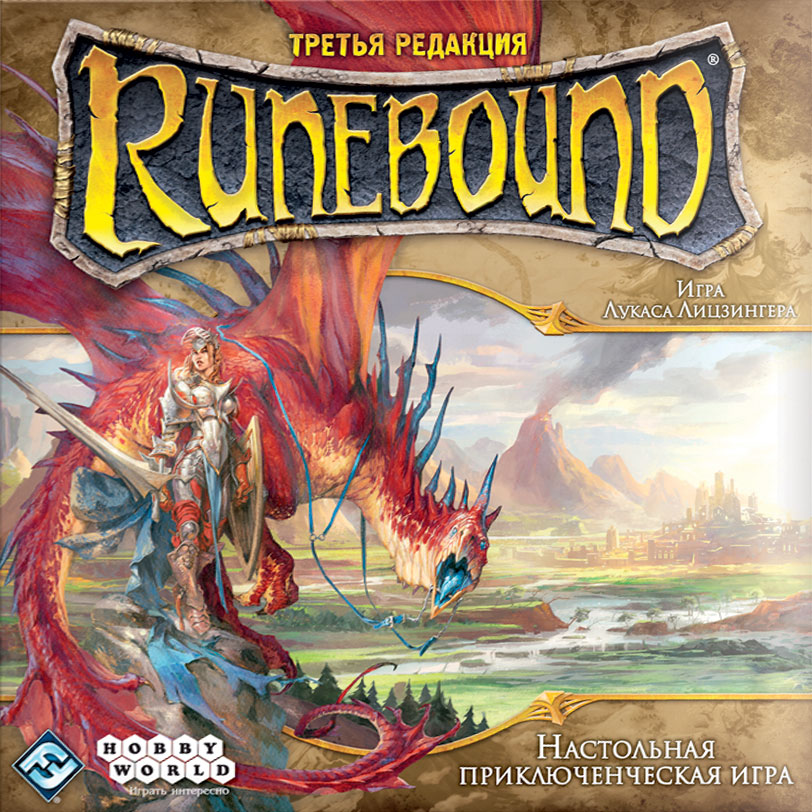 Третья редакция
RUNEBOUND®
Игра
Лукаса Лицзингера
HOBBY
WORLD
Играть интересно
Настольная
приключенческая игра